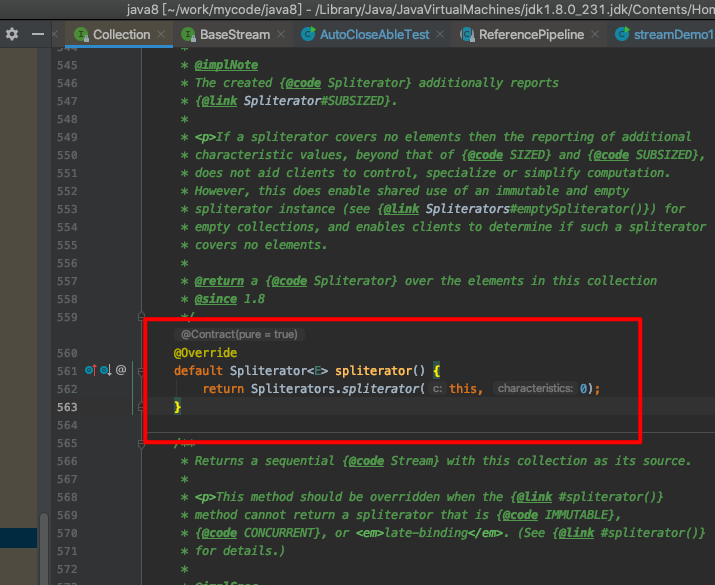 java8 [~/work/mycode/java8] - /Library/Java/JavaVirtualMachines/jdk1.8.0_231.jdk/Contents/Hom
Collection × BaseStream × AutoCloseAbleTest × ReferencePipeline × streamDemo1
544 *
545 * @implNote
546 * The created {@code Spliterator} additionally reports
547 * {@link Spliterator#SUBSIZED}.
548 *
549 * <p>If a spliterator covers no elements then the reporting of additional
550 * characteristic values, beyond that of {@code SIZED} and {@code SUBSIZED},
551 * does not aid clients to control, specialize or simplify computation.
552 * However, this does enable shared use of an immutable and empty
553 * spliterator instance (see {@link Spliterators#emptySpliterator()}) for
554 * empty collections, and enables clients to determine if such a spliterator
555 * covers no elements.
556 *
557 * @return a {@code Spliterator} over the elements in this collection
558 * @since 1.8
559 */
@Contract(pure = true)
560 @Override
561 @ default Spliterator<E> spliterator() {
562 return Spliterators.spliterator( c: this, characteristics: 0);
563 }
564
565 /**
566 * Returns a sequential {@code Stream} with this collection as its source.
567 *
568 * <p>This method should be overridden when the {@link #spliterator()}
569 * method cannot return a spliterator that is {@code IMMUTABLE},
570 * {@code CONCURRENT}, or <em>late-binding</em>. (See {@link #spliterator()}
571 * for details.)
572 *
573 * @implSpec